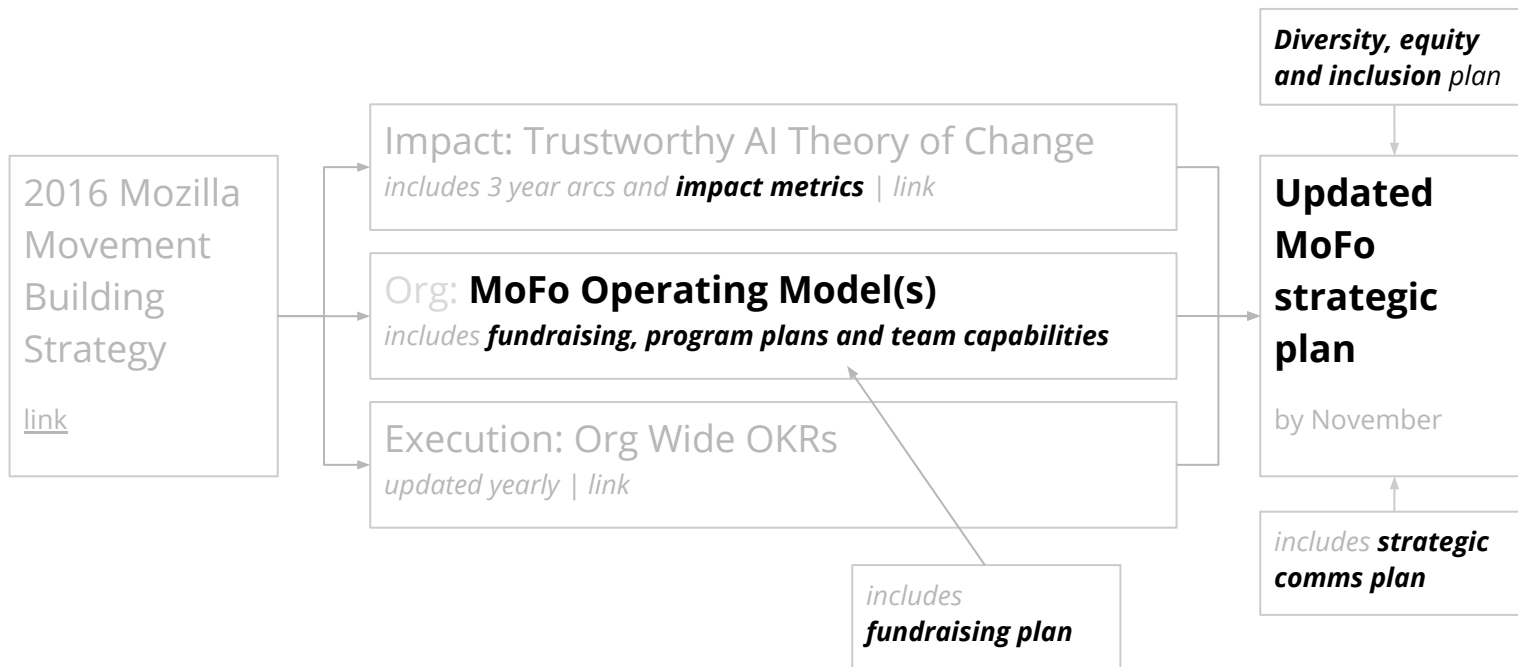 Diversity, equity
and inclusion plan
2016 Mozilla
Movement
Building
Strategy
link
Impact: Trustworthy AI Theory of Change
includes 3 year arcs and impact metrics | link
Org: MoFo Operating Model(s)
includes fundraising, program plans and team capabilities
Execution: Org Wide OKRs
updated yearly | link
includes
fundraising plan
Updated
MoFo
strategic
plan
by November
includes strategic
comms plan